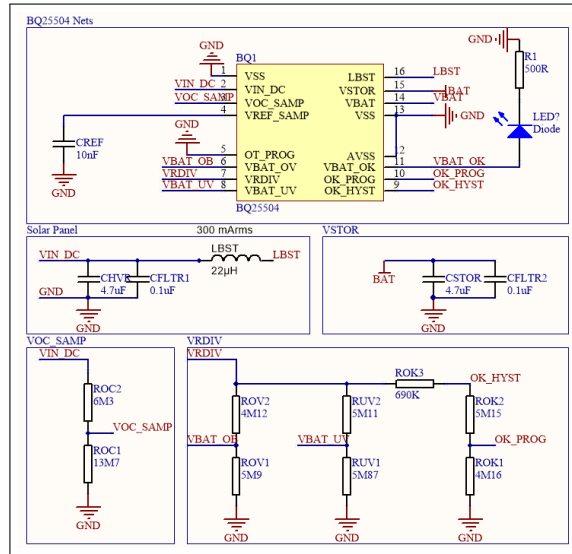 BQ25504 Nets
GND
BQ1
GND
R1
500R
1 VSS LBST 16 LBST
VIN_DC 2 VIN_DC VSTOR 15 BAT
VOC_SAMP 3 VOC_SAMP VBAT 14 VBAT
4 VREF_SAMP VSS 13 GND
LED?
Diode
CREF
10nF
GND
GND
5 OT_PROG AVSS 12
VBAT_OB 6 VBAT_OV VBAT_OK 11 VBAT_OK
VRDIV 7 VRDIV OK_PROG 10 OK_PROG
VBAT_UV 8 VBAT_UV OK_HYST 9 OK_HYST
BQ25504
Solar Panel
300 mArms
VIN_DC
LBST
LBST
22µH
CHVR CFLTR1
4.7uF 0.1uF
GND
GND
VSTOR
BAT
CSTOR CFLTR2
4.7uF 0.1uF
GND
VOC_SAMP
VIN_DC
ROC2
6M3
VOC_SAMP
ROC1
13M7
GND
VRDIV
VRDIV
ROK3
690K
OK_HYST
ROV2 RUV2 ROK2
4M12 5M11 5M15
VBAT_OB VBAT_UV OK_PROG
ROV1 RUV1 ROK1
5M9 5M87 4M16
GND GND GND